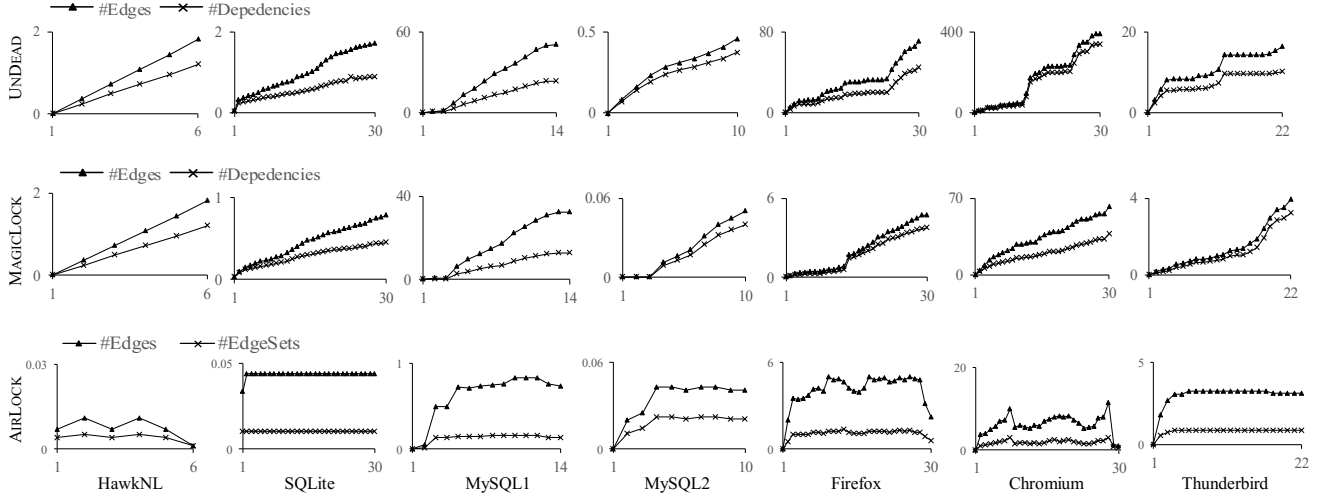 #Edges #Depedencies
UNDEAD
2 2 60 0.5 80 400 20
0 0 0 0 0 0 0
1 6 1 30 1 14 1 10 1 30 1 30 1 22
#Edges #Depedencies
MAGICLOCK
2 1 40 0.06 6 70 4
0 0 0 0 0 0 0
1 6 1 30 1 14 1 10 1 30 1 30 1 22
#Edges #EdgeSets
AIRLOCK
0.03 0.05 1 0.06 6 20 5
0 0 0 0 0 0 0
1 6 1 30 1 14 1 10 1 30 1 30 1 22
HawkNL SQLite MySQL1 MySQL2 Firefox Chromium Thunderbird